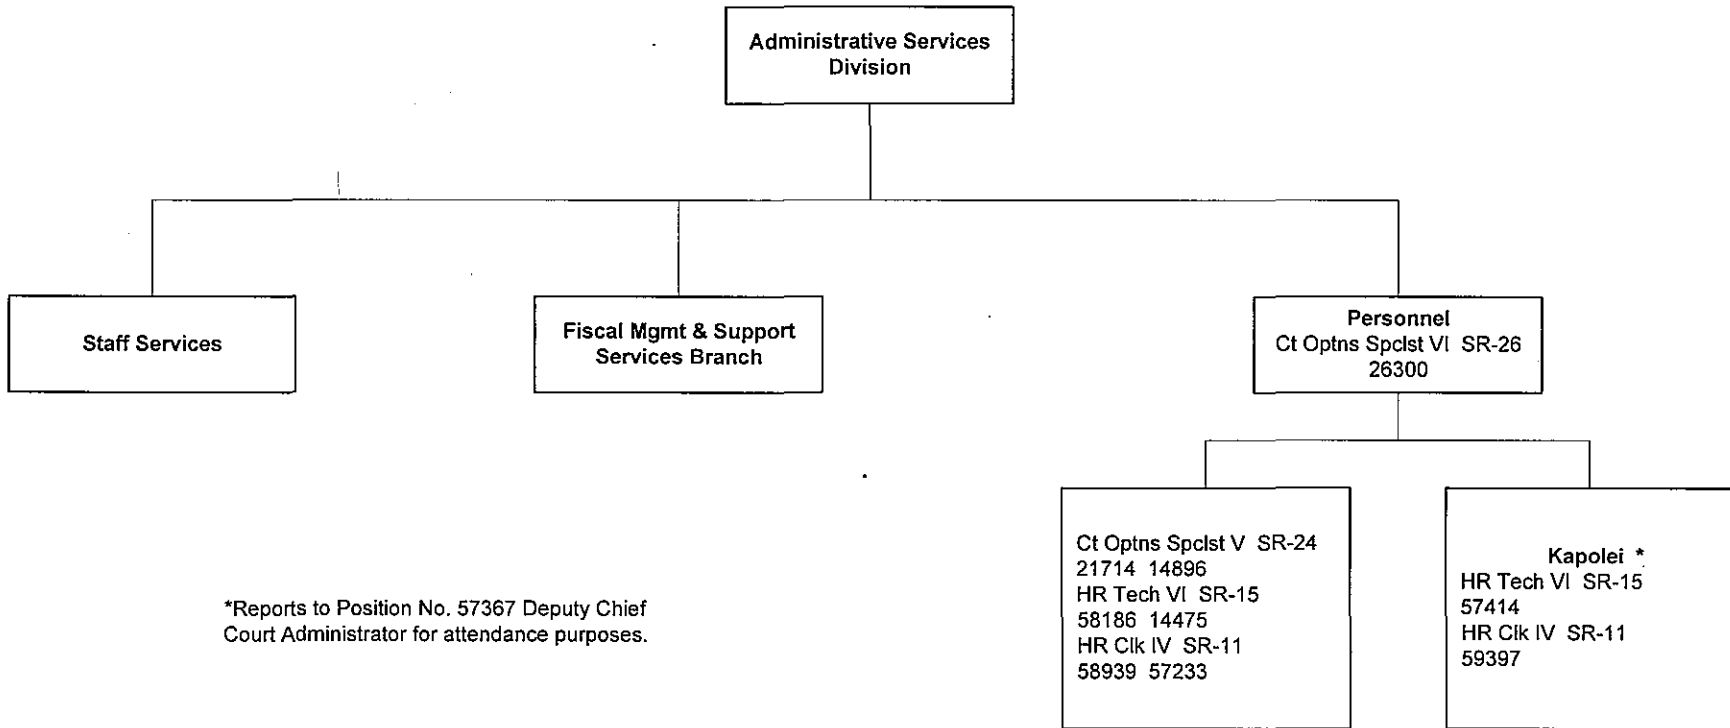 Administrative Services
Division
Staff Services
Fiscal Mgmt & Support
Services Branch
Personnel
Ct Optns Spclst VI SR-26
26300
Ct Optns Spclst V SR-24
21714 14896
HR Tech VI SR-15
58186 14475
HR Clk IV SR-11
58939 57233
Kapolei *
HR Tech VI SR-15
57414
HR Clk IV SR-11
59397
*Reports to Position No. 57367 Deputy Chief
Court Administrator for attendance purposes.